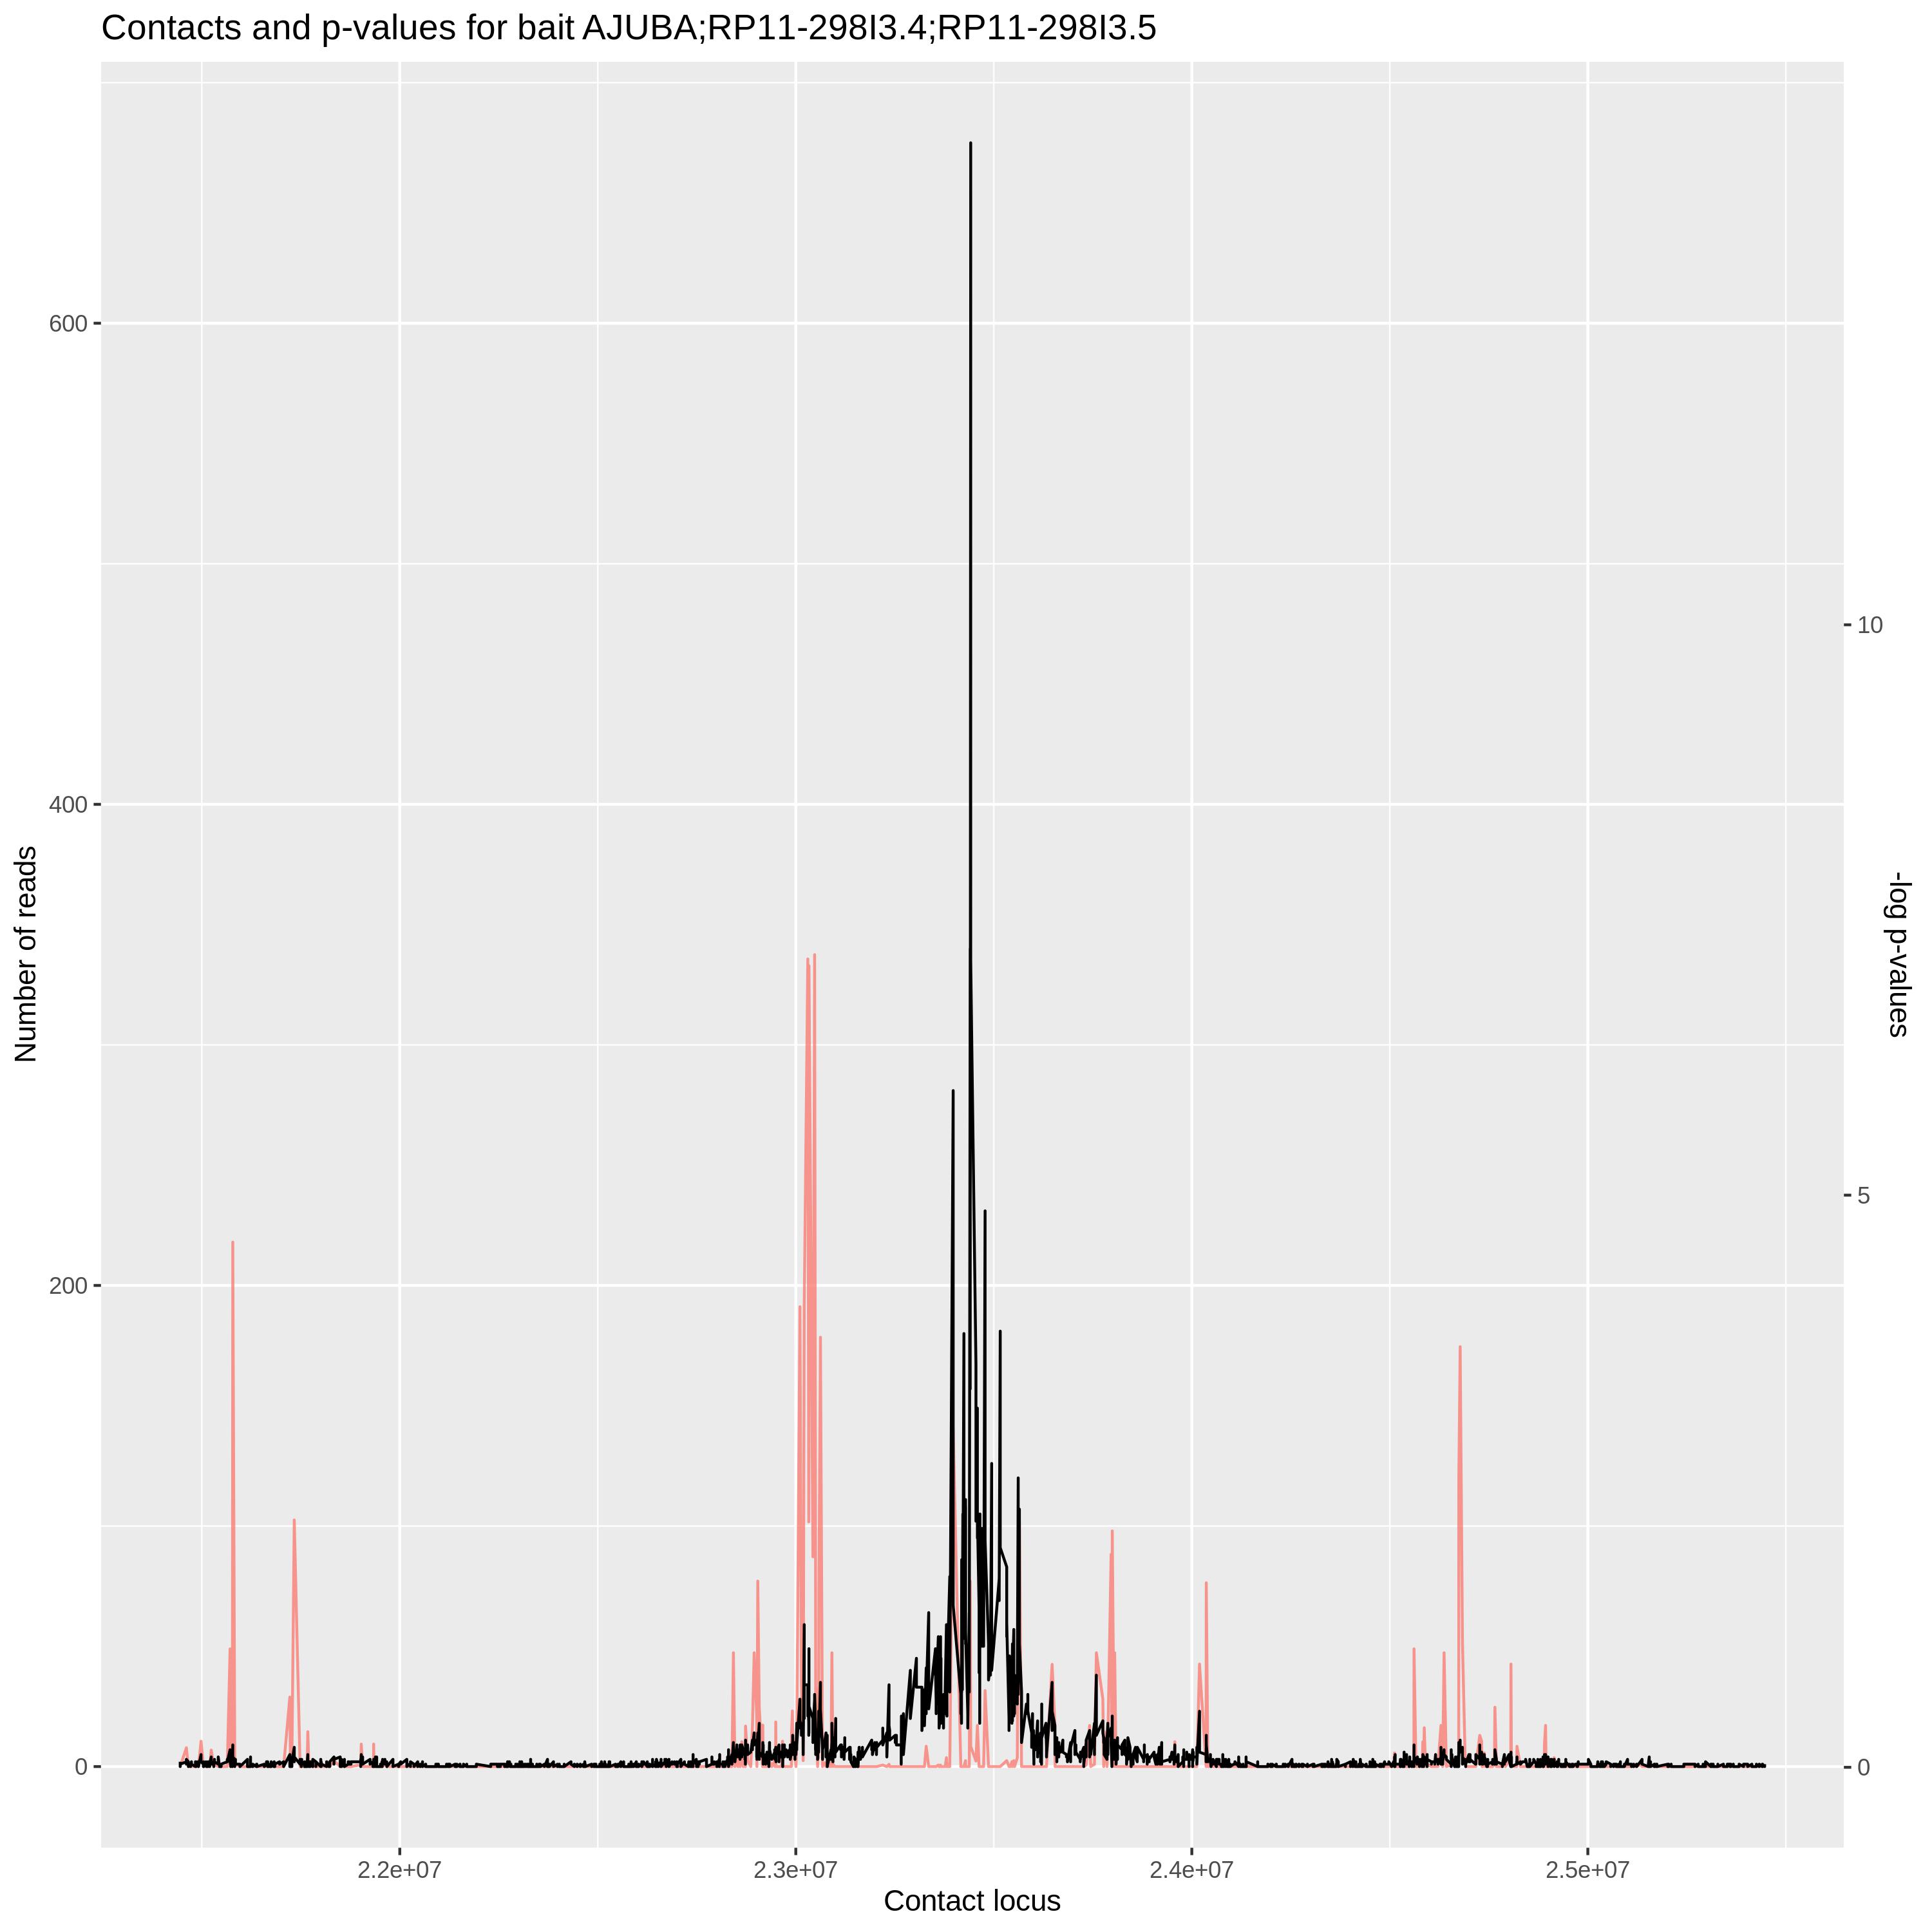 Contacts and p-values for bait AJUBA;RP11-298I3.4;RP11-298I3.5
600
400
200
0
Number of reads
10
5
0
-log p-values
2.2e+07
2.3e+07
2.4e+07
2.5e+07
Contact locus